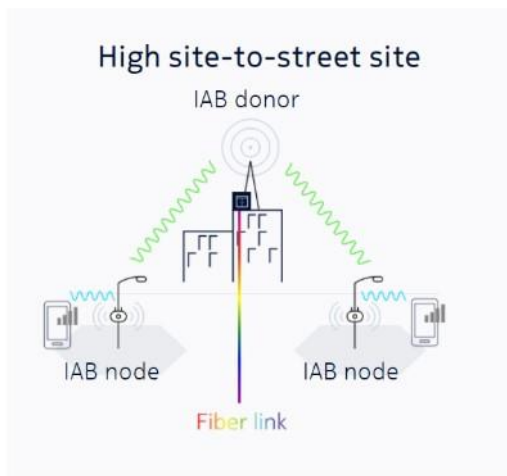 High site-to-street site
IAB donor
IAB node
IAB node
Fiber link